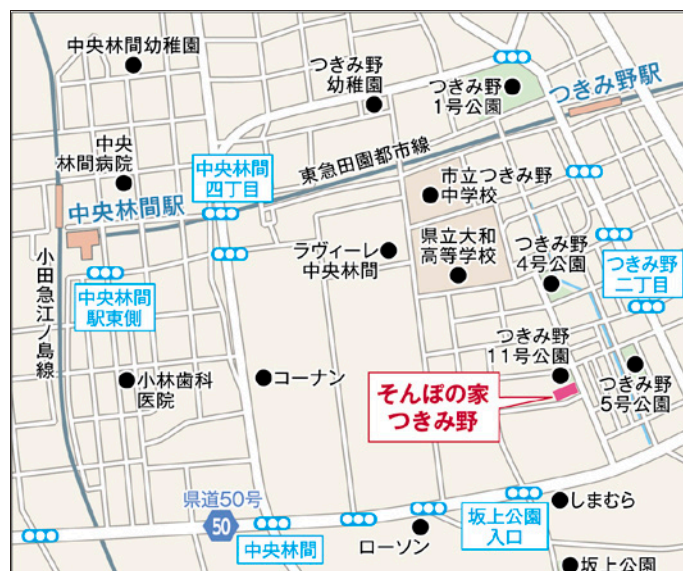 中央林間幼稚園
つきみ野
幼稚園
つきみ野
1号公園
つきみ野駅
中央
林間病院
中央林間
四丁目
東急田園都市線
市立つきみ野
中学校
中央林間駅
ラヴィーレ
中央林間
県立大和
高等学校
つきみ野
4号公園
つきみ野
二丁目
小田急江ノ島線
中央林間
駅東側
つきみ野
11号公園
小林歯科
医院
コーナン
そんぽの家
つきみ野
つきみ野
5号公園
県道50号
50
中央林間
ローソン
坂上公園
入口
しまむら
坂上公園